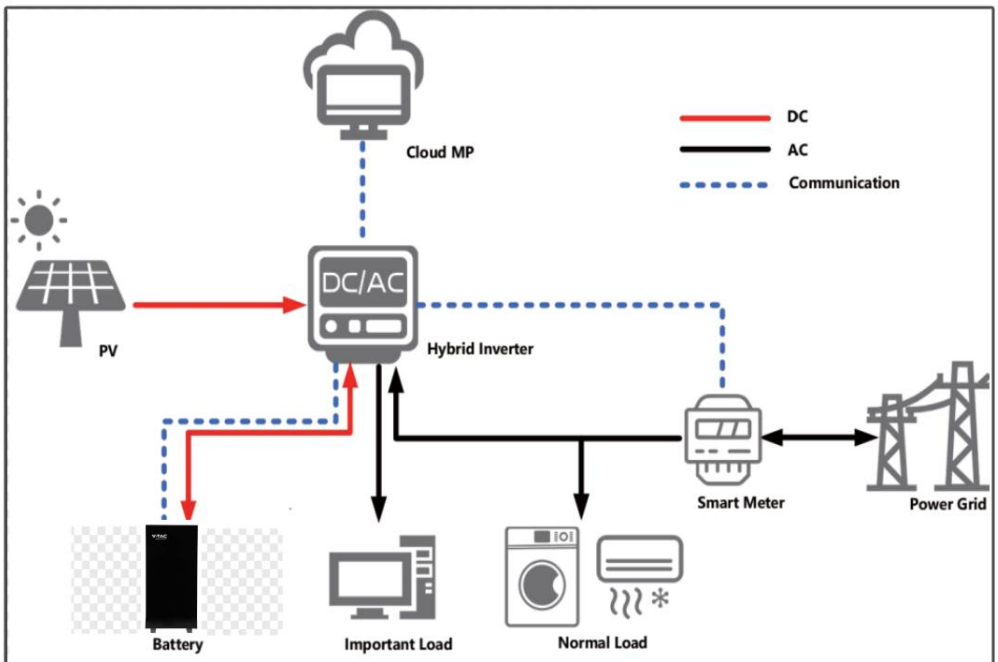 Cloud MP
DC
AC
Communication
DC/AC
PV
Hybrid Inverter
Smart Meter
Power Grid
V-TAC
Battery
Important Load
Normal Load